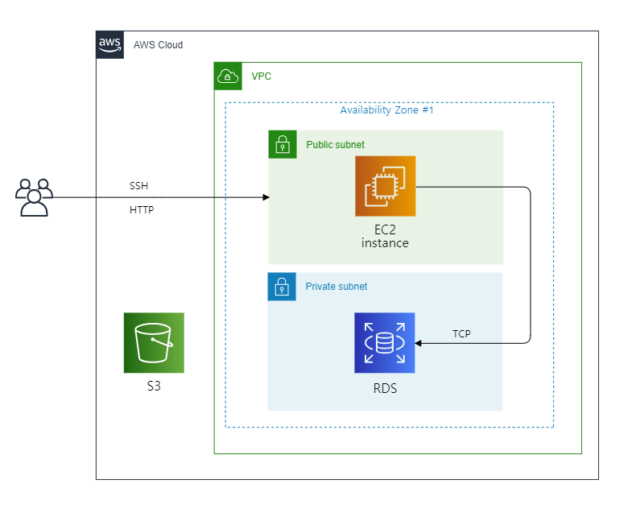 aws
AWS Cloud
VPC
Availability Zone #1
Public subnet
SSH
HTTP
EC2
instance
Private subnet
TCP
S3
RDS